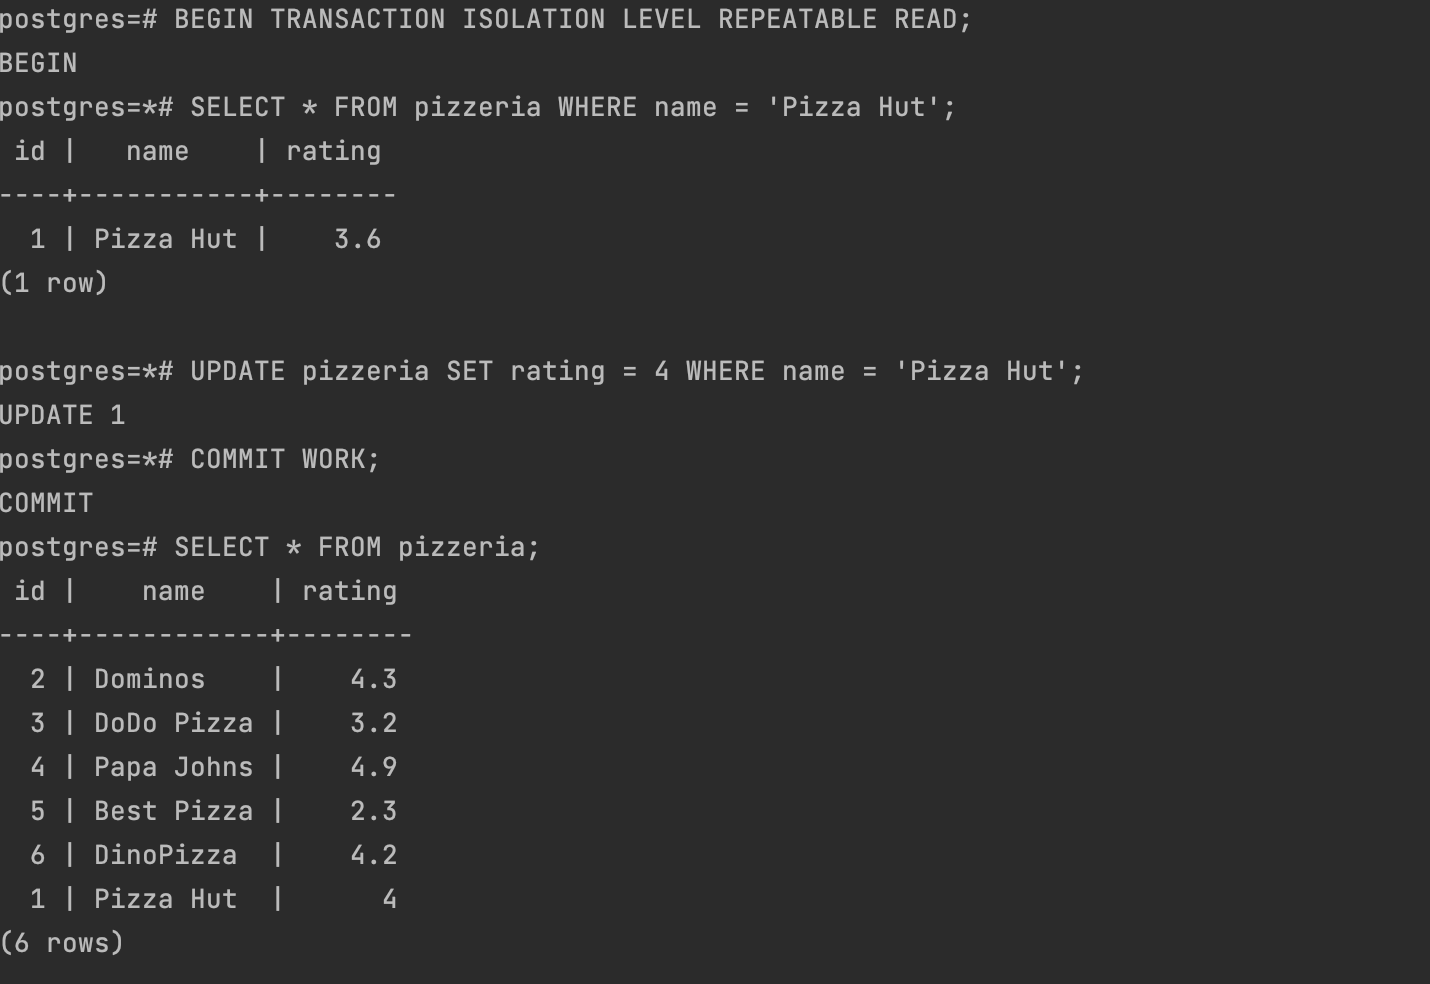 postgres=# BEGIN TRANSACTION ISOLATION LEVEL REPEATABLE READ;
BEGIN
postgres=*# SELECT * FROM pizzeria WHERE name = 'Pizza Hut';
 id |   name    | rating
----+-----------+--------
  1 | Pizza Hut |    3.6
(1 row)

postgres=*# UPDATE pizzeria SET rating = 4 WHERE name = 'Pizza Hut';
UPDATE 1
postgres=*# COMMIT WORK;
COMMIT
postgres=# SELECT * FROM pizzeria;
 id |    name    | rating
----+------------+--------
  2 | Dominos    |    4.3
  3 | DoDo Pizza |    3.2
  4 | Papa Johns |    4.9
  5 | Best Pizza |    2.3
  6 | DinoPizza  |    4.2
  1 | Pizza Hut  |      4
(6 rows)